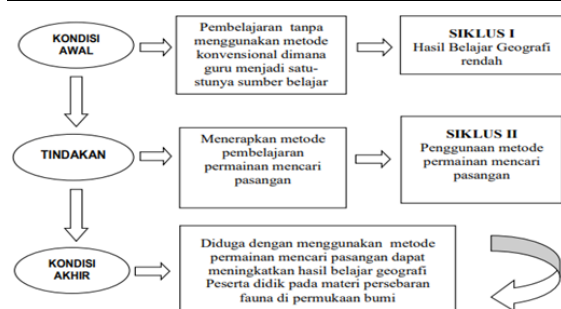 KONDISI
AWAL
Pembelajaran tanpa
menggunakan metode
konvensional dimana
guru menjadi satu-
stunya sumber belajar
SIKLUS I
Hasil Belajar Geografi
rendah
TINDAKAN
Menerapkan metode
pembelajaran
permainan mencari
pasangan
SIKLUS II
Penggunaan metode
permainan mencari
pasangan
KONDISI
AKHIR
Diduga dengan menggunakan metode
permainan mencari pasangan dapat
meningkatkan hasil belajar geografi
Peserta didik pada materi persebaran
fauna di permukaan bumi